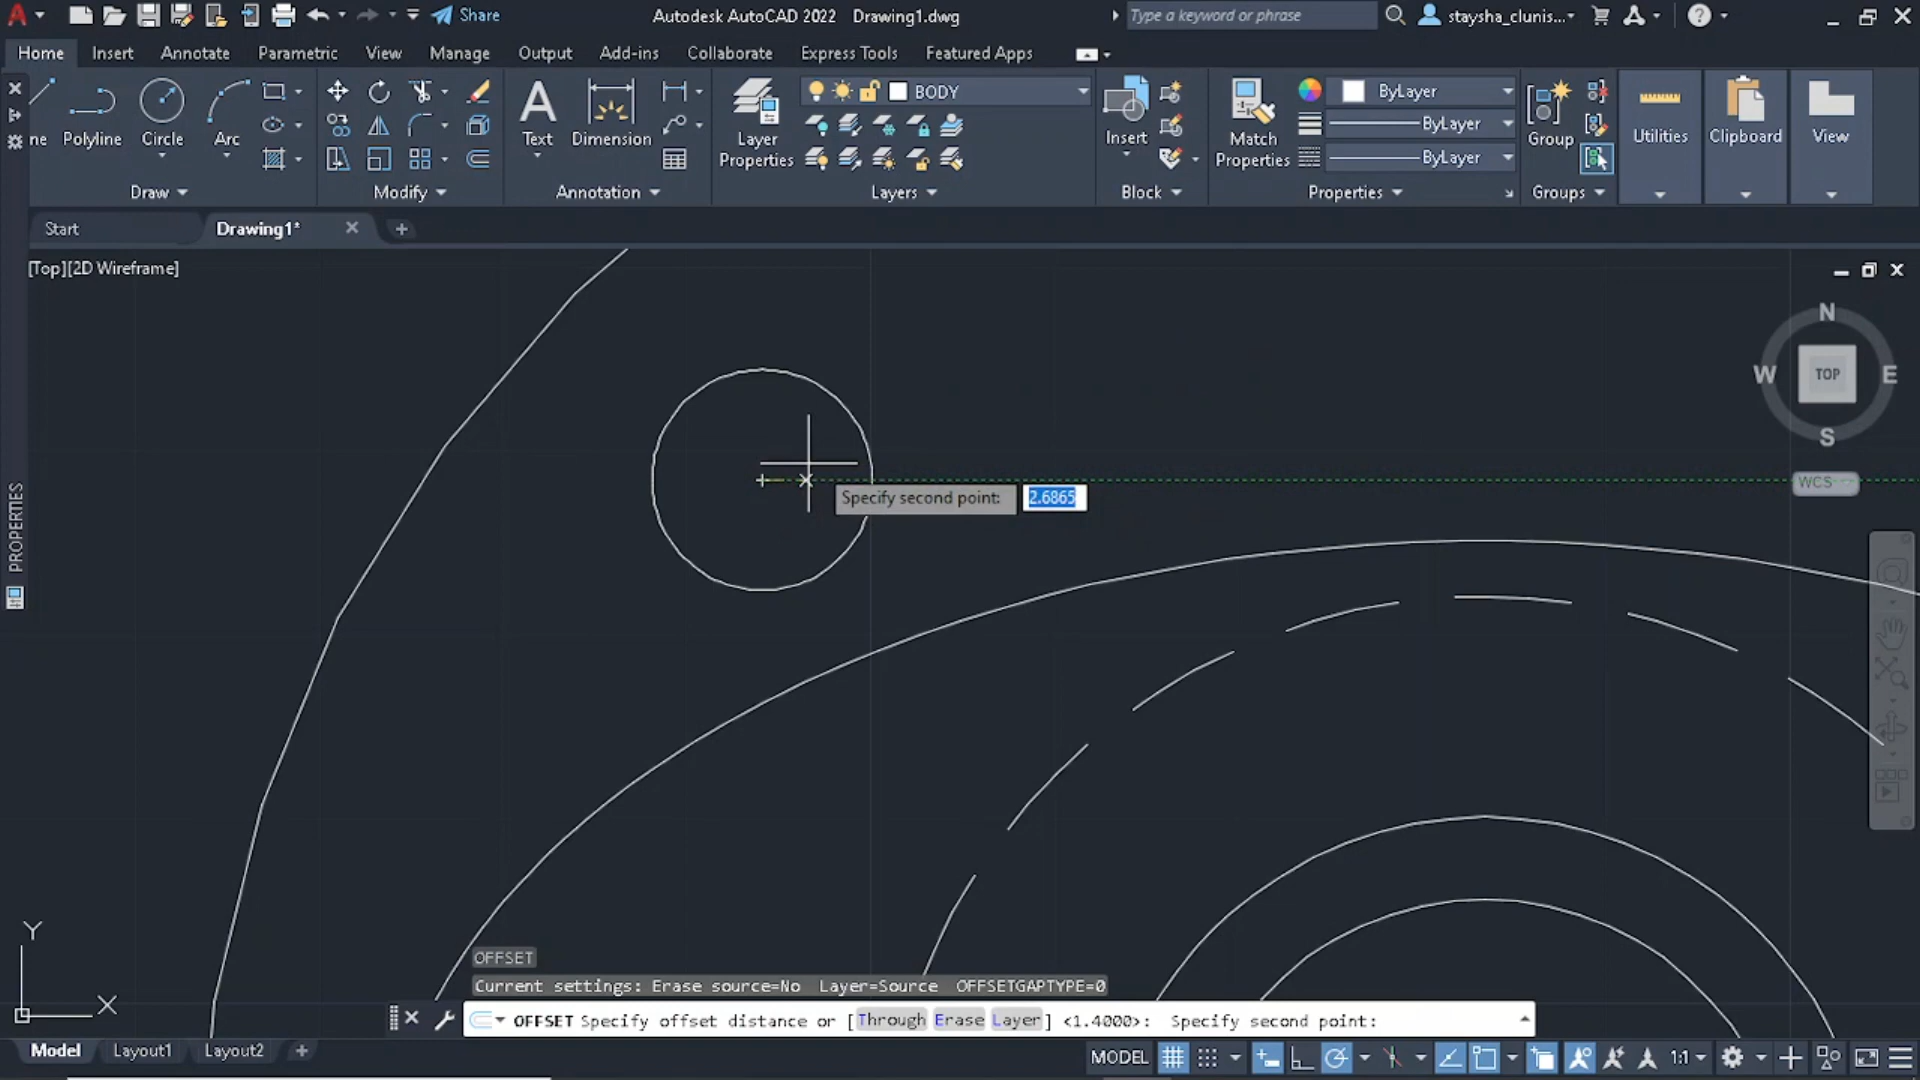 Share
Autodesk AutoCAD 2022 Drawing1.dwg
Type a keyword or phrase
staysha_clunis...
Home Insert Annotate Parametric View Manage Output Add-ins Collaborate Express Tools Featured Apps
ne Polyline Circle Arc
Text Dimension
Layer Properties
BODY
Insert
Match Properties
ByLayer
ByLayer
ByLayer
Group
Utilities Clipboard View
Draw Modify Annotation Layers Block Properties Groups
Start Drawing1*
[Top][2D Wireframe]
N
W TOP E
S
WCS
Specify second point: 2.6865
PROPERTIES
Y
X
OFFSET
Current settings: Erase source=No Layer=Source OFFSETGAPTYPE=0
OFFSET Specify offset distance or [Through Erase Layer] <1.4000>: Specify second point:
Model Layout1 Layout2
MODEL 1:1